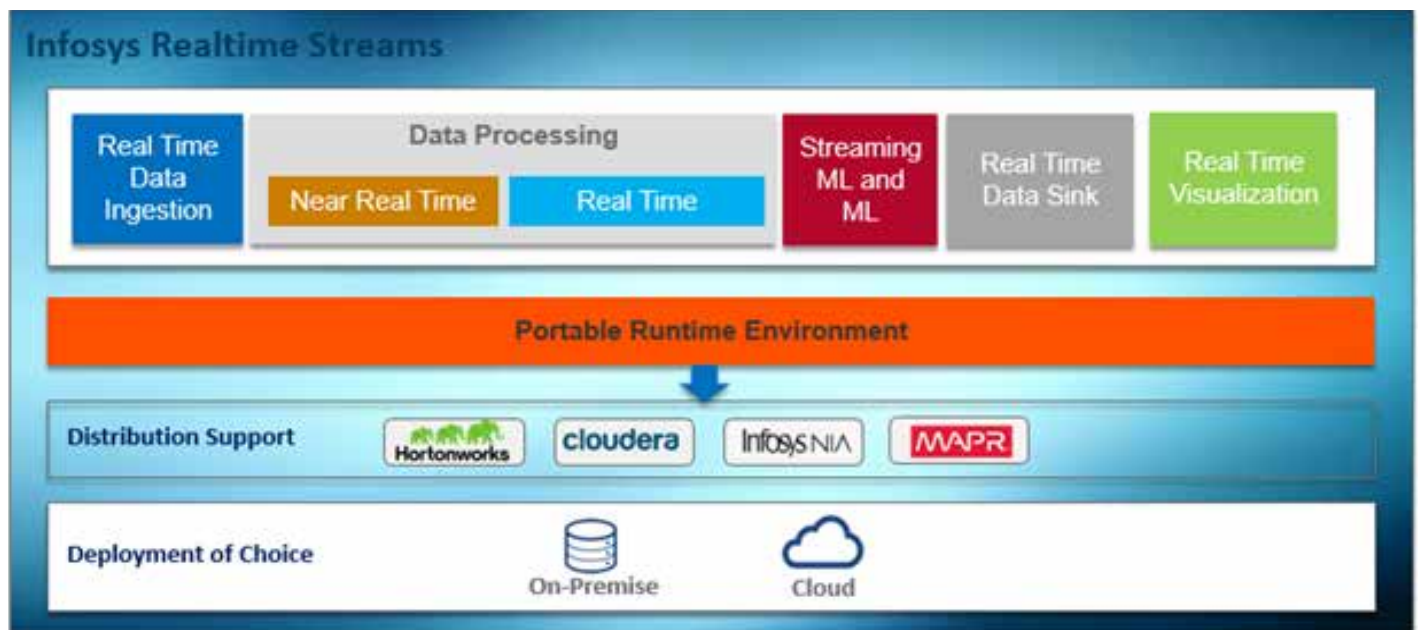 Infosys Realtime Streams
Real Time
Data
Ingestion
Data Processing
Near Real Time
Real Time
Streaming
ML and
ML
Real Time
Data Sink
Real Time
Visualization
Portable Runtime Environment
Distribution Support
Hortonworks
cloudera
Infosys NIA
MAPR
Deployment of Choice
On-Premise
Cloud